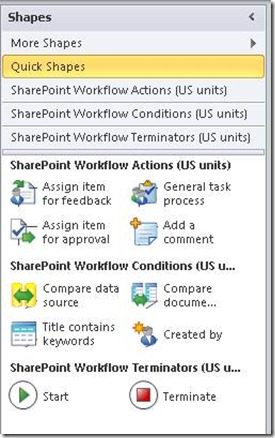 Shapes
More Shapes
Quick Shapes
SharePoint Workflow Actions (US units)
SharePoint Workflow Conditions (US units)
SharePoint Workflow Terminators (US units)
SharePoint Workflow Actions (US units)
Assign item for feedback
General task process
Assign item for approval
Add a comment
SharePoint Workflow Conditions (US u...
Compare data source
Compare docume...
Title contains keywords
Created by
SharePoint Workflow Terminators (US u...
Start
Terminate